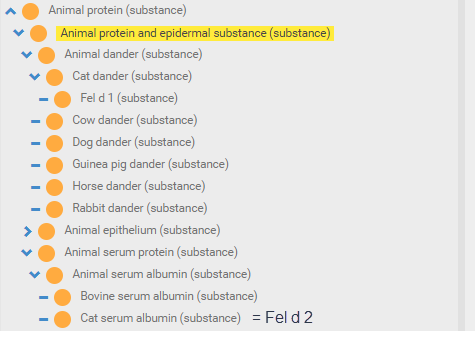 Animal protein (substance)
Animal protein and epidermal substance (substance)
Animal dander (substance)
Cat dander (substance)
Fel d 1 (substance)
Cow dander (substance)
Dog dander (substance)
Guinea pig dander (substance)
Horse dander (substance)
Rabbit dander (substance)
Animal epithelium (substance)
Animal serum protein (substance)
Animal serum albumin (substance)
Bovine serum albumin (substance)
Cat serum albumin (substance) = Fel d 2